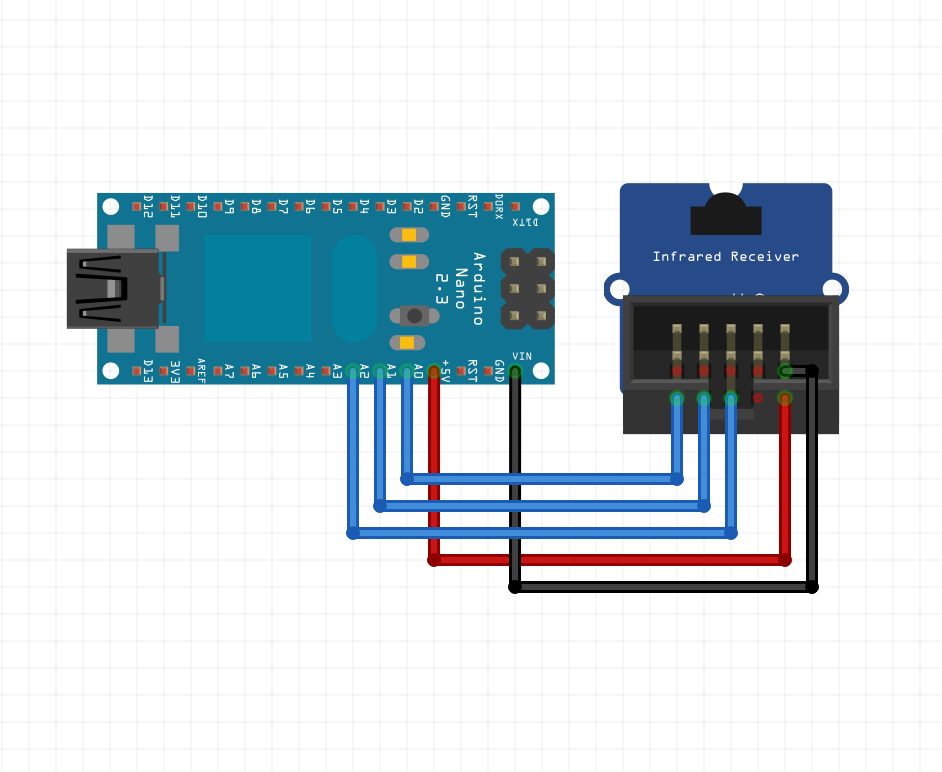 D12
D11
D10
D9
D8
D7
D6
D5
D4
D3
D2
GND
RST
D0RX
D1TX
Arduino
Nano
2.3
VIN
D13
3V3
AREF
A7
A6
A5
A4
A3
A2
A1
A0
+5V
RST
GND
Infrared Receiver